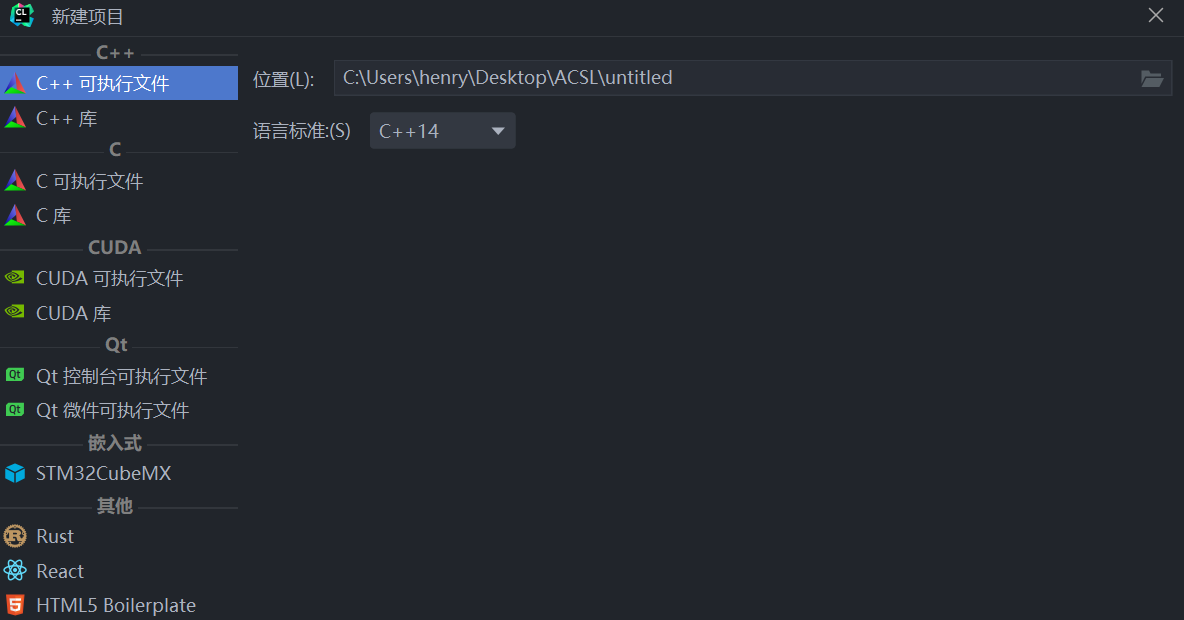 CL
新建项目
C++
C++ 可执行文件
C++ 库
C
C 可执行文件
C 库
CUDA
CUDA 可执行文件
CUDA 库
Qt
Qt Qt 控制台可执行文件
Qt Qt 微件可执行文件
嵌入式
STM32CubeMX
其他
R Rust
React
5 HTML5 Boilerplate
位置(L): C:\Users\henry\Desktop\ACSL\untitled
语言标准:(S) C++14